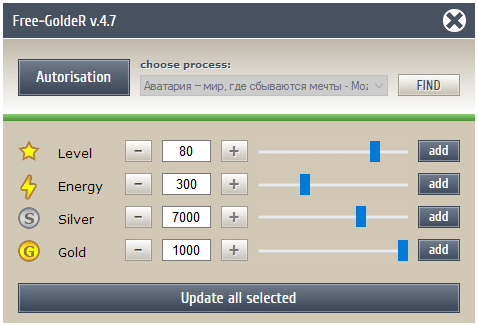 Free-GoldeR v.4.7
choose process:
Autorisation
Аватария – мир, где сбываются мечты - Moz
FIND
Level - 80 + add
Energy - 300 + add
S Silver - 7000 + add
G Gold - 1000 + add
Update all selected